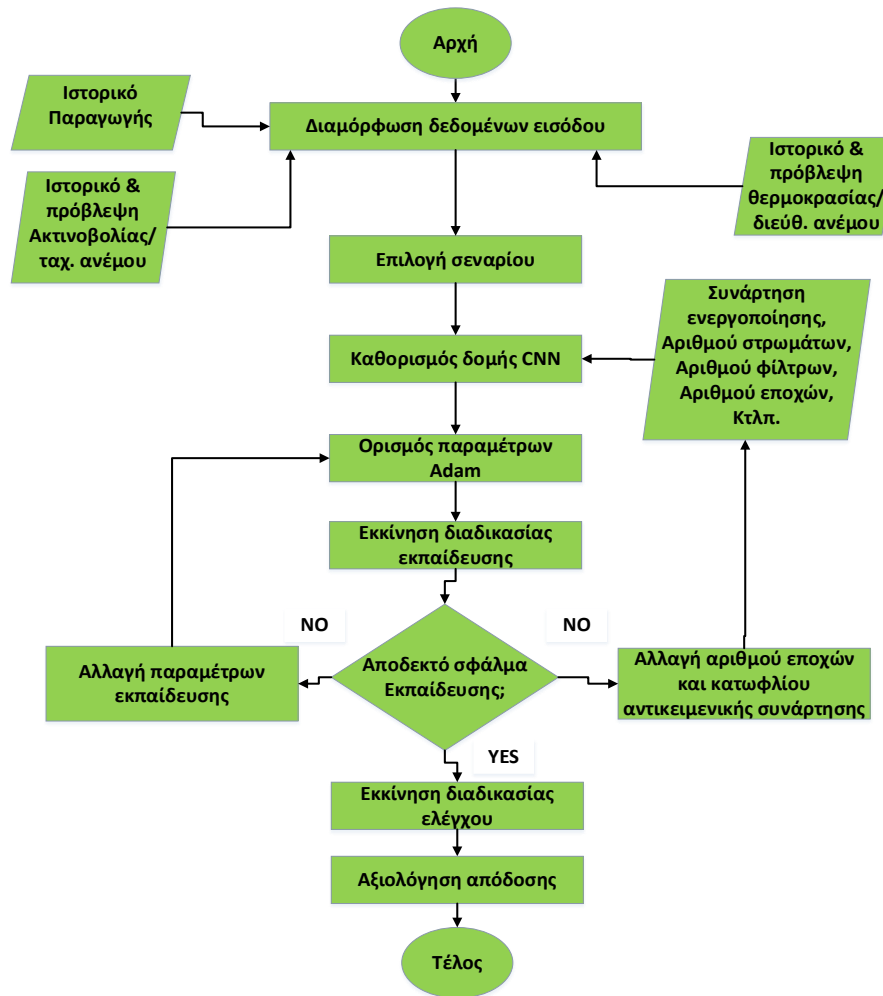 Αρχή
Ιστορικό
Παραγωγής
Διαμόρφωση δεδομένων εισόδου
Ιστορικό &
πρόβλεψη
Ακτινοβολίας/
ταχ. ανέμου
Ιστορικό &
πρόβλεψη
θερμοκρασίας/
διεύθ. ανέμου
Επιλογή σεναρίου
Συνάρτηση
ενεργοποίησης,
Αριθμού στρωμάτων,
Αριθμού φίλτρων,
Αριθμού εποχών,
Κτλπ.
Καθορισμός δομής CNN
Ορισμός παραμέτρων
Adam
Εκκίνηση διαδικασίας
εκπαίδευσης
NO
NO
Αλλαγή παραμέτρων
εκπαίδευσης
Αποδεκτό σφάλμα
Εκπαίδευσης;
Αλλαγή αριθμού εποχών
και κατωφλίου
αντικειμενικής συνάρτησης
YES
Εκκίνηση διαδικασίας
ελέγχου
Αξιολόγηση απόδοσης
Τέλος